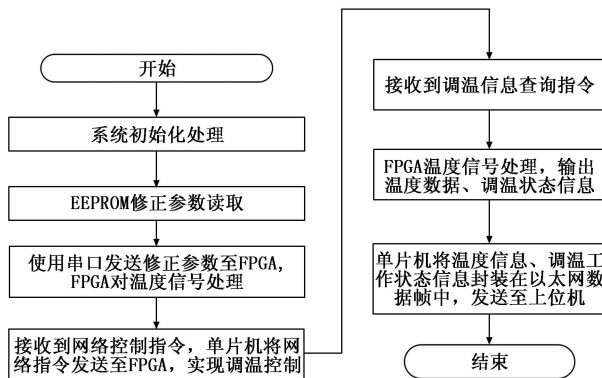 开始
系统初始化处理
EEPROM修正参数读取
使用串口发送修正参数至FPGA,
FPGA对温度信号处理
接收到网络控制指令，单片机将网
络指令发送至FPGA，实现调温控制
接收到调温信息查询指令
FPGA温度信号处理，输出
温度数据、调温状态信息
单片机将温度信息、调温工
作状态信息封装在以太网数
据帧中，发送至上位机
结束